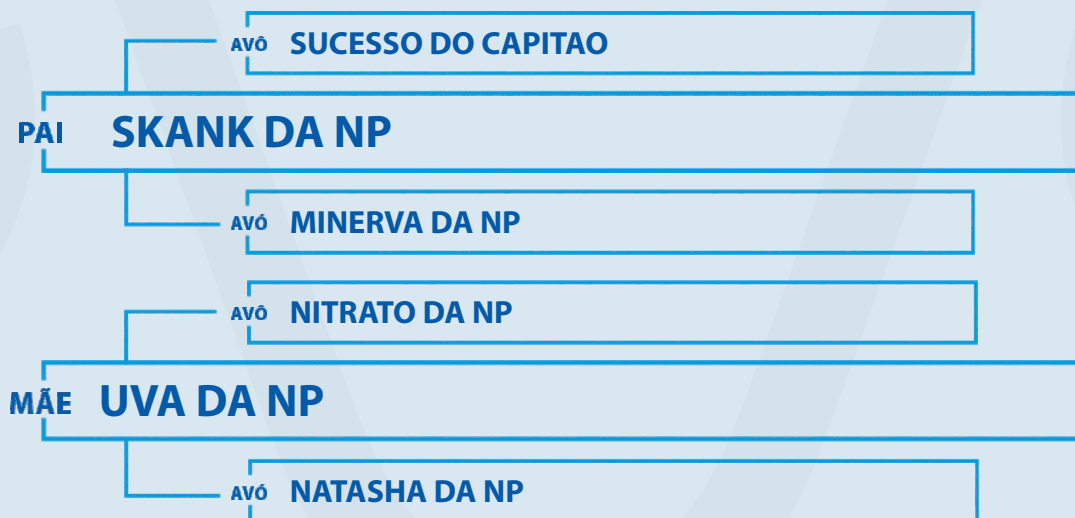 AVÔ SUCESSO DO CAPITAO
PAI SKANK DA NP
AVÓ MINERVA DA NP
AVÔ NITRATO DA NP
MÃE UVA DA NP
AVÓ NATASHA DA NP